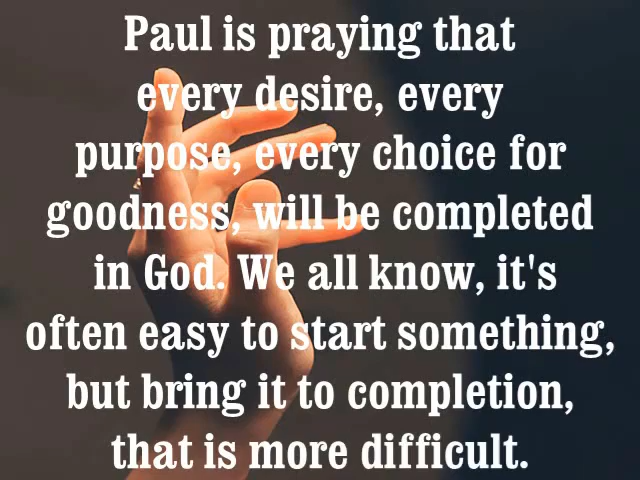 Paul is praying that
every desire, every
purpose, every choice for
goodness, will be completed
in God. We all know, it's
often easy to start something,
but bring it to completion,
that is more difficult.